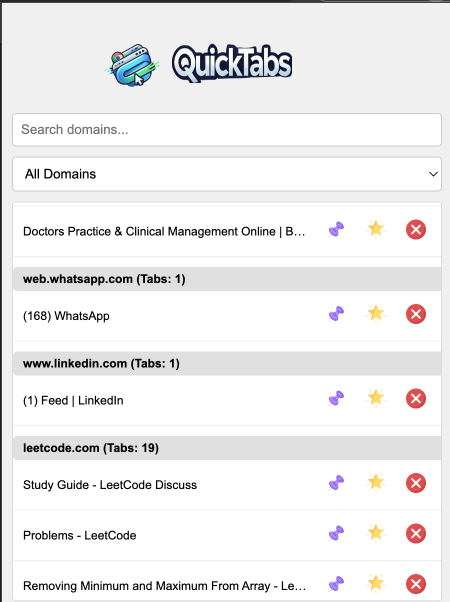 QuickTabs
Search domains...
All Domains
Doctors Practice & Clinical Management Online | B...
web.whatsapp.com (Tabs: 1)
(168) WhatsApp
www.linkedin.com (Tabs: 1)
(1) Feed | LinkedIn
leetcode.com (Tabs: 19)
Study Guide - LeetCode Discuss
Problems - LeetCode
Removing Minimum and Maximum From Array - Le...